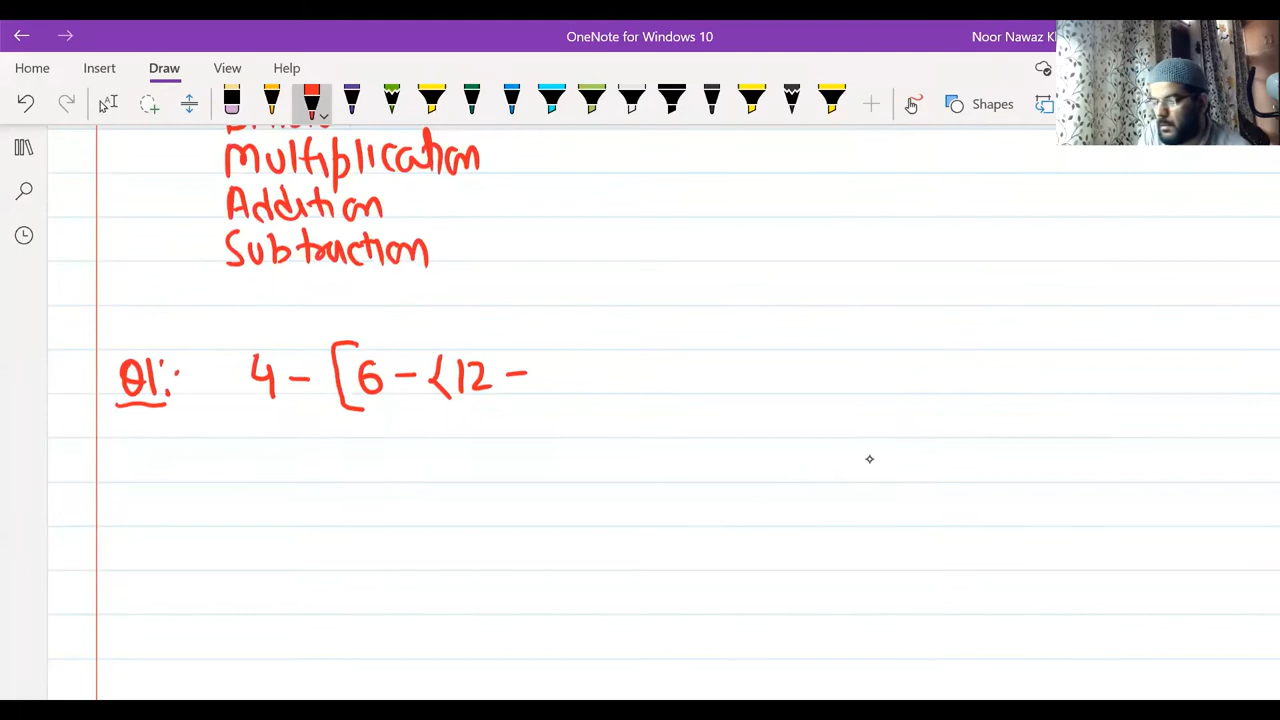 OneNote for Windows 10
Noor Nawaz K
Home Insert Draw View Help
Shapes
Multiplication
Addition
Subtraction
Q1:- 4 - [6 - {12 -